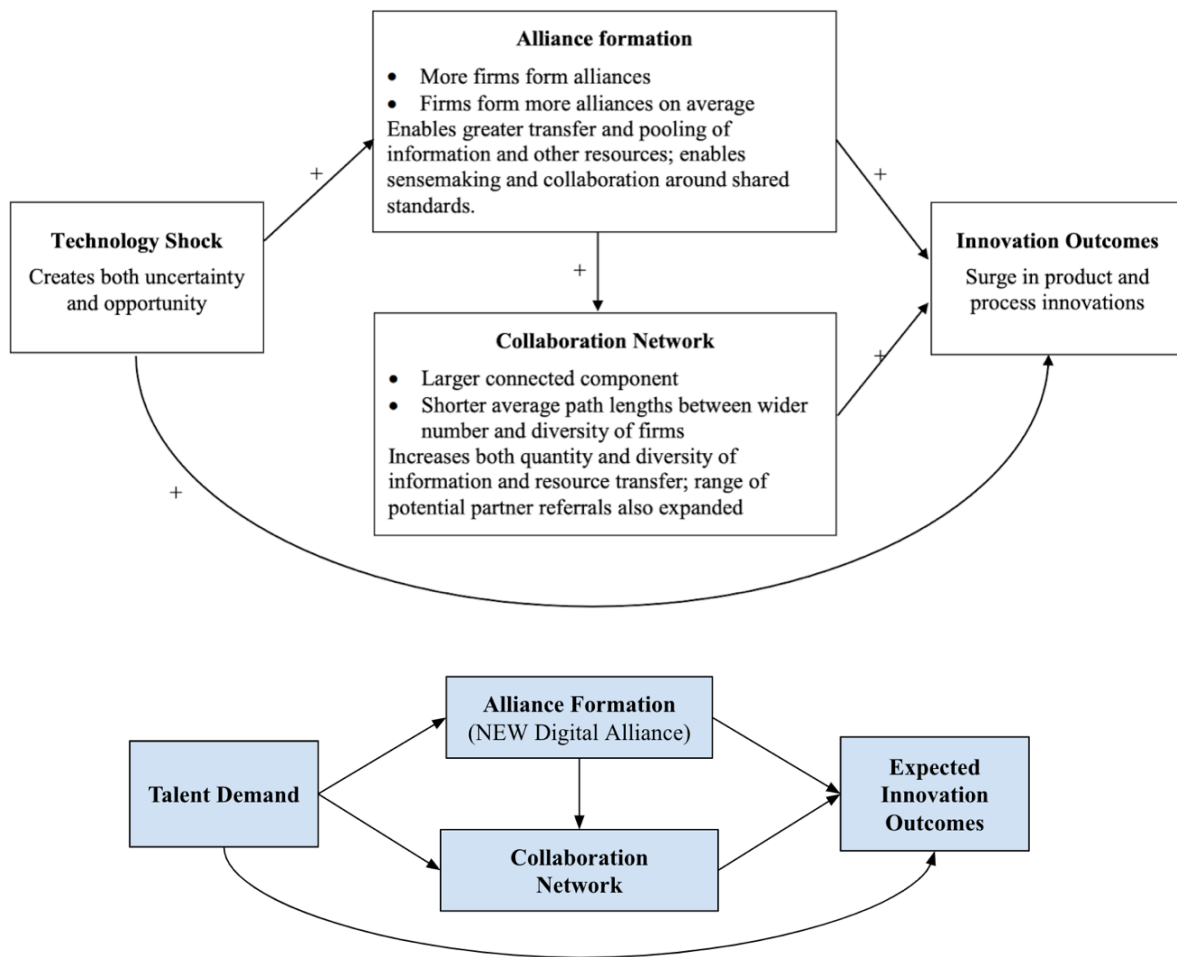 Alliance formation
• More firms form alliances
• Firms form more alliances on average
Enables greater transfer and pooling of
information and other resources; enables
sensemaking and collaboration around shared
standards.
+
+
Technology Shock
Creates both uncertainty
and opportunity
Innovation Outcomes
Surge in product and
process innovations
+
Collaboration Network
• Larger connected component
• Shorter average path lengths between wider
number and diversity of firms
Increases both quantity and diversity of
information and resource transfer; range of
potential partner referrals also expanded
+
+
Alliance Formation
(NEW Digital Alliance)
Talent Demand
Expected
Innovation
Outcomes
Collaboration
Network